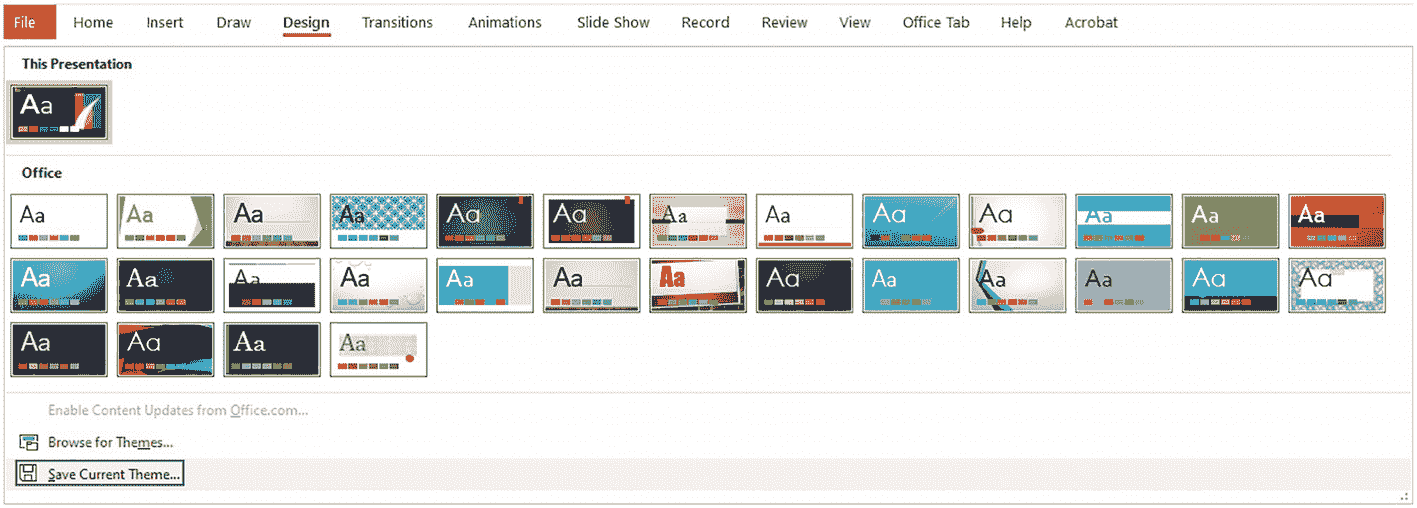 File Home Insert Draw Design Transitions Animations Slide Show Record Review View Office Tab Help Acrobat
This Presentation
Aa
Office
Aa Aa Aa Aa Aa Aa Aa Aa Aa Aa Aa Aa Aa
Aa Aa Aa Aa Aa Aa Aa Aa Aa Aa Aa Aa Aa
Aa Aa Aa Aa
Enable Content Updates from Office.com...
Browse for Themes...
Save Current Theme...